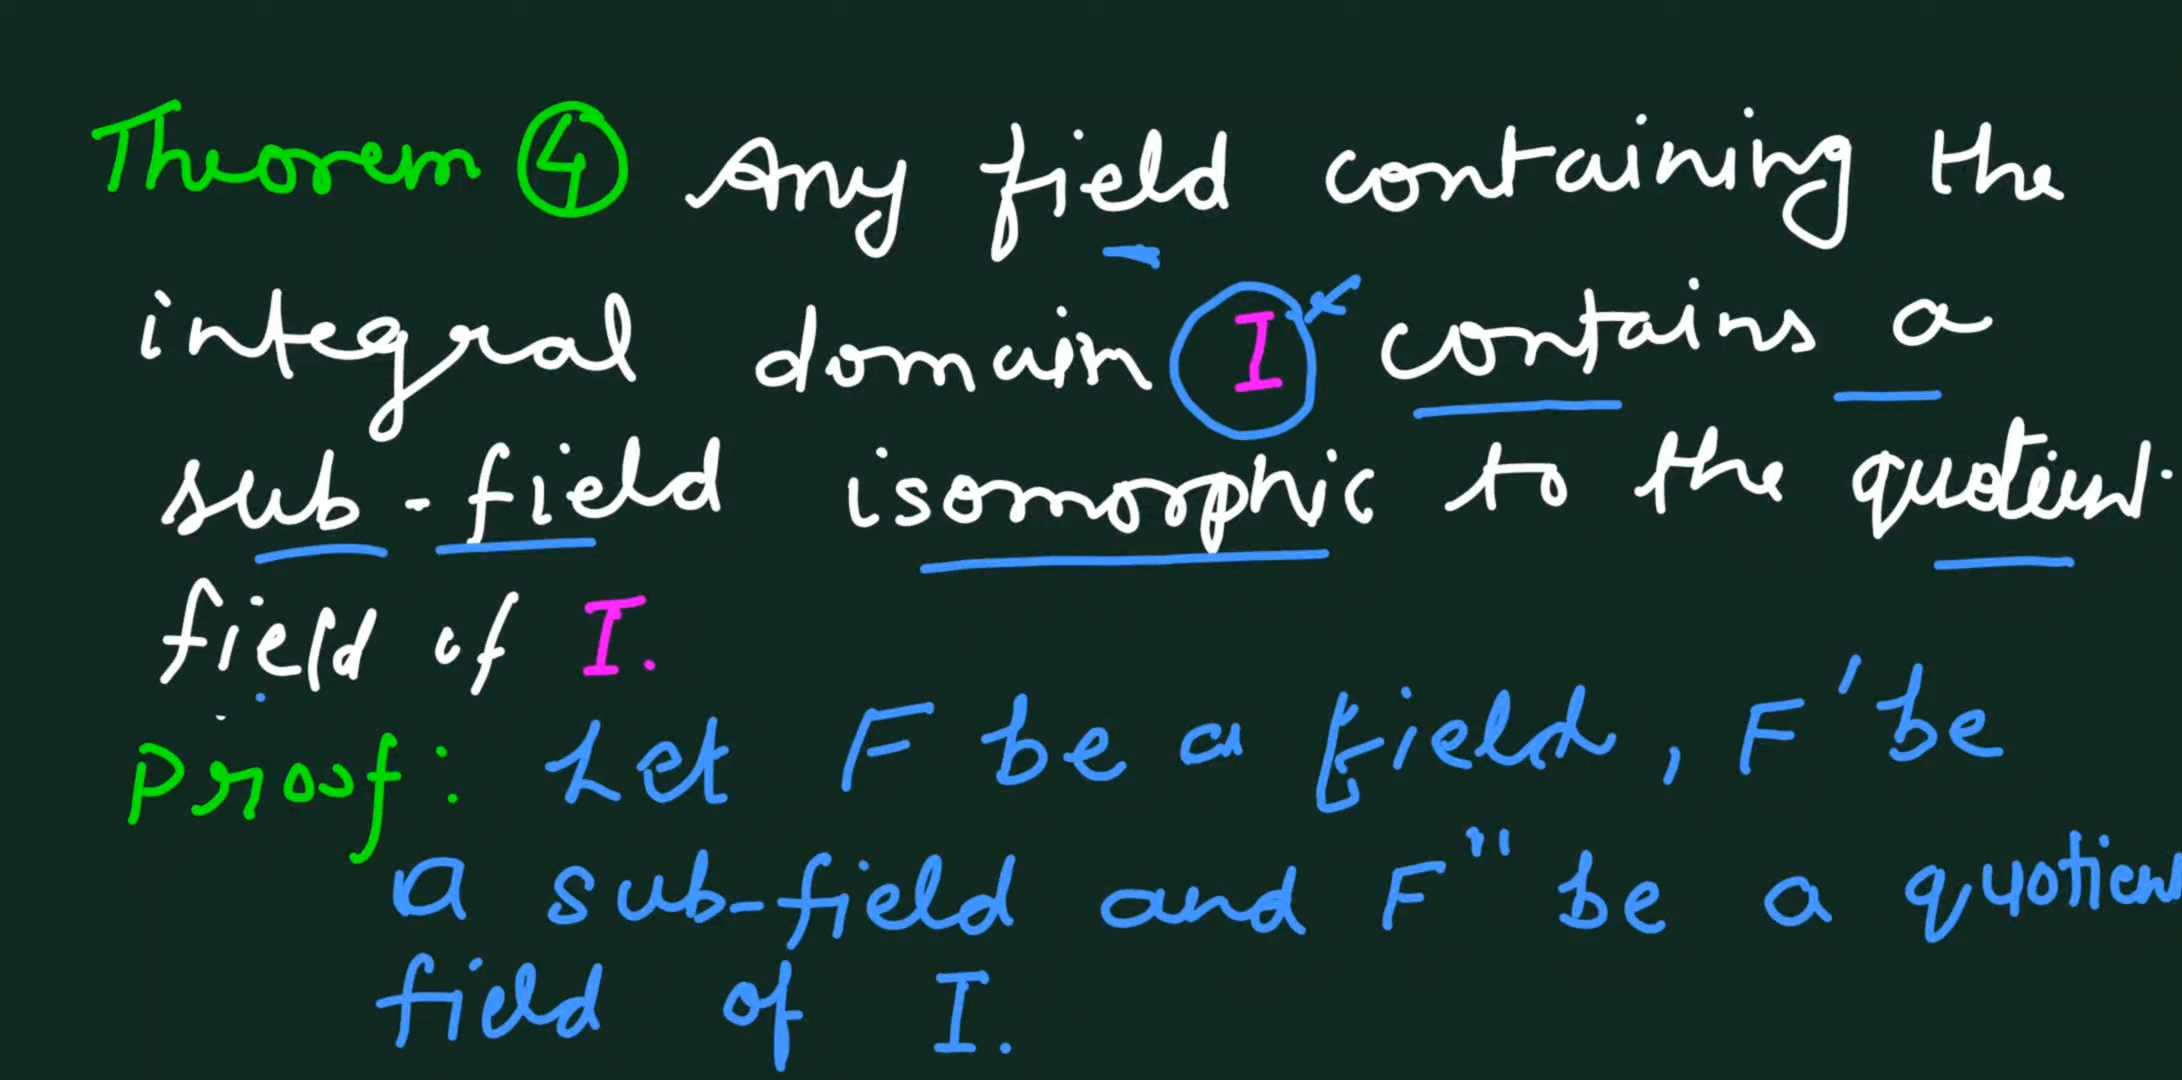 Theorem 4 Any field containing the
integral domain I contains a
sub-field isomorphic to the quotient
field of I.
Proof: Let F be a field, F' be
a sub-field and F" be a quotien
field of I.